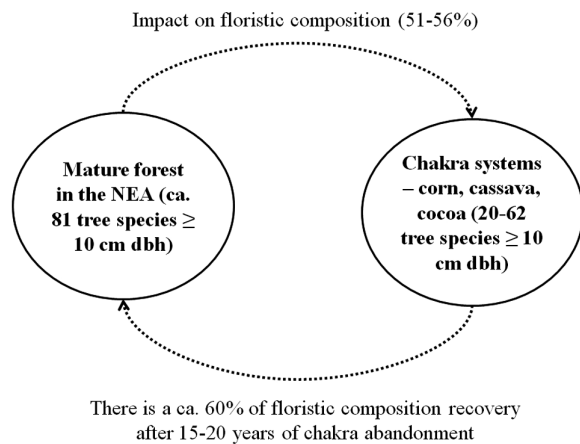 Impact on floristic composition (51-56%)
Mature forest
in the NEA (ca.
81 tree species ≥
10 cm dbh)
Chakra systems
– corn, cassava,
cocoa (20-62
tree species ≥ 10
cm dbh)
There is a ca. 60% of floristic composition recovery
after 15-20 years of chakra abandonment